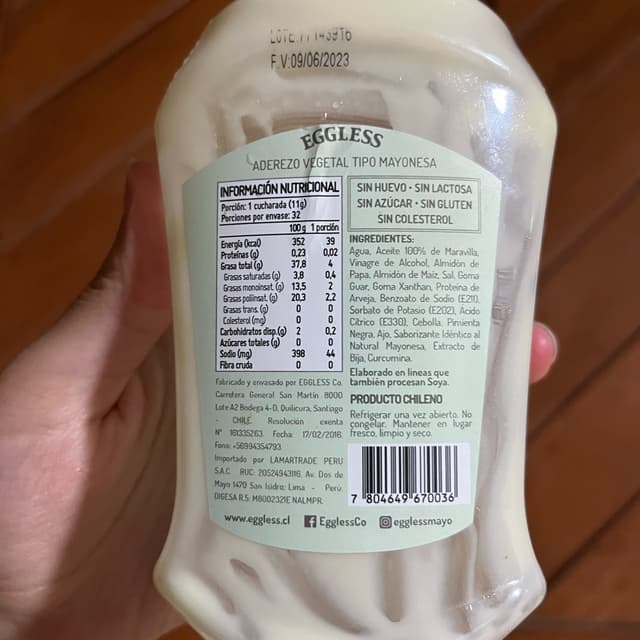 F.V:09/06/2023
EGGLESS
ADEREZO VEGETAL TIPO MAYONESA
INFORMACIÓN NUTRICIONAL
Porción: 1 cucharada (11g)
Porciones por envase: 32
100 g 1 porción
Energía (kcal) 352 39
Proteínas (g) 0,23 0,02
Grasa total (g) 37,8 4
Grasas saturadas (g) 3,8 0,4
Grasas monoinsat. (g) 13,5 2
Grasas poliinsat. (g) 20,3 2,2
Grasas trans. (g) 0 0
Colesterol (mg) 0 0
Carbohidratos disp.(g) 2 0,2
Azúcares totales (g) 0 0
Sodio (mg) 398 44
Fibra cruda 0 0
Fabricado y envasado por EGGLESS Co.
Carretera General San Martín 8000
Lote A2 Bodega 4-D, Quilicura, Santiago
- CHILE. Resolución exenta
N° 161335263. Fecha: 17/02/2016.
Fono: +56994354793.
Importado por LAMARTRADE PERU
S.A.C. RUC: 20524943116. Av. Dos de
Mayo 1470 San Isidro; Lima - Perú.
DIGESA R.S: M8002321E NALMPR.
SIN HUEVO • SIN LACTOSA
SIN AZÚCAR • SIN GLUTEN
SIN COLESTEROL
INGREDIENTES:
Agua, Aceite 100% de Maravilla,
Vinagre de Alcohol, Almidón de
Papa, Almidón de Maíz, Sal, Goma
Guar, Goma Xanthan, Proteína de
Arveja, Benzoato de Sodio (E211),
Sorbato de Potasio (E202), Acido
Cítrico (E330), Cebolla, Pimienta
Negra, Ajo, Saborizante Idéntico al
Natural Mayonesa, Extracto de
Bija, Curcumina.
Elaborado en lineas que
también procesan Soya.
PRODUCTO CHILENO
Refrigerar una vez abierto. No
congelar. Mantener en lugar
fresco, limpio y seco.
7 804649 670036
www.eggless.cl EgglessCo egglessmayo